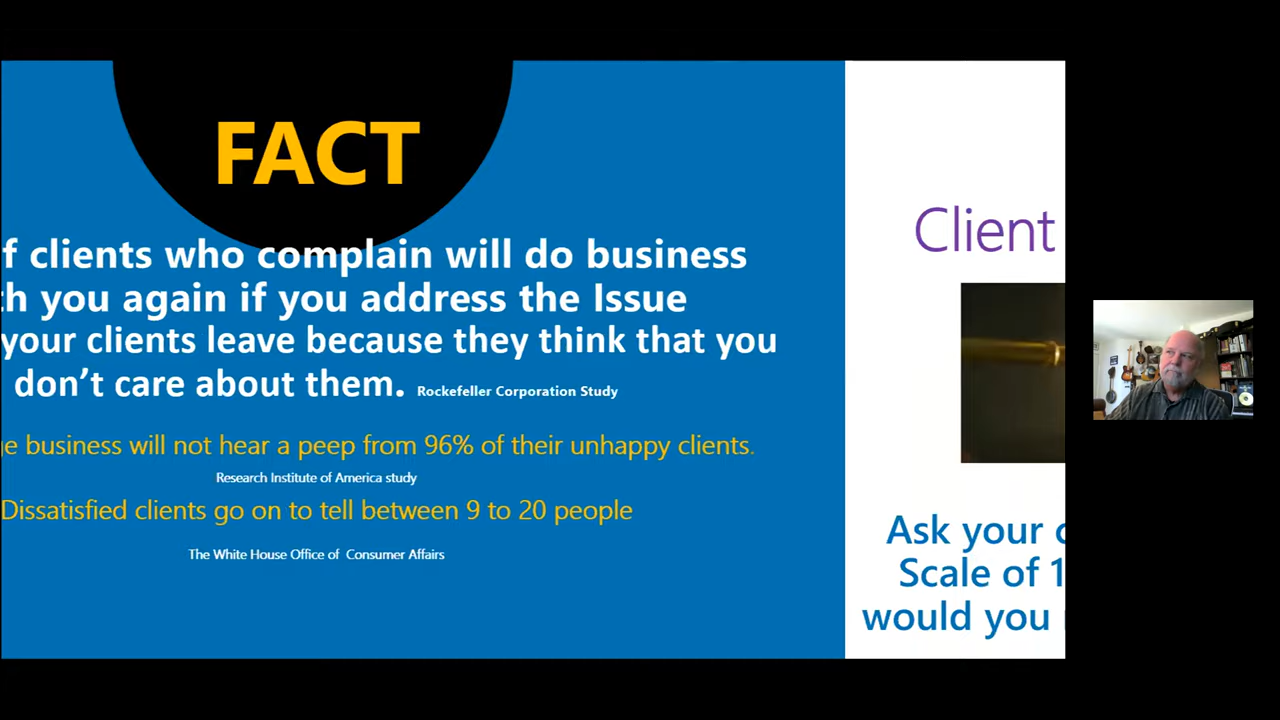 FACT
f clients who complain will do business
th you again if you address the Issue
your clients leave because they think that you
don’t care about them. Rockefeller Corporation Study
ge business will not hear a peep from 96% of their unhappy clients.
Research Institute of America study
Dissatisfied clients go on to tell between 9 to 20 people
The White House Office of Consumer Affairs
Client
Ask your c
Scale of 1
would you